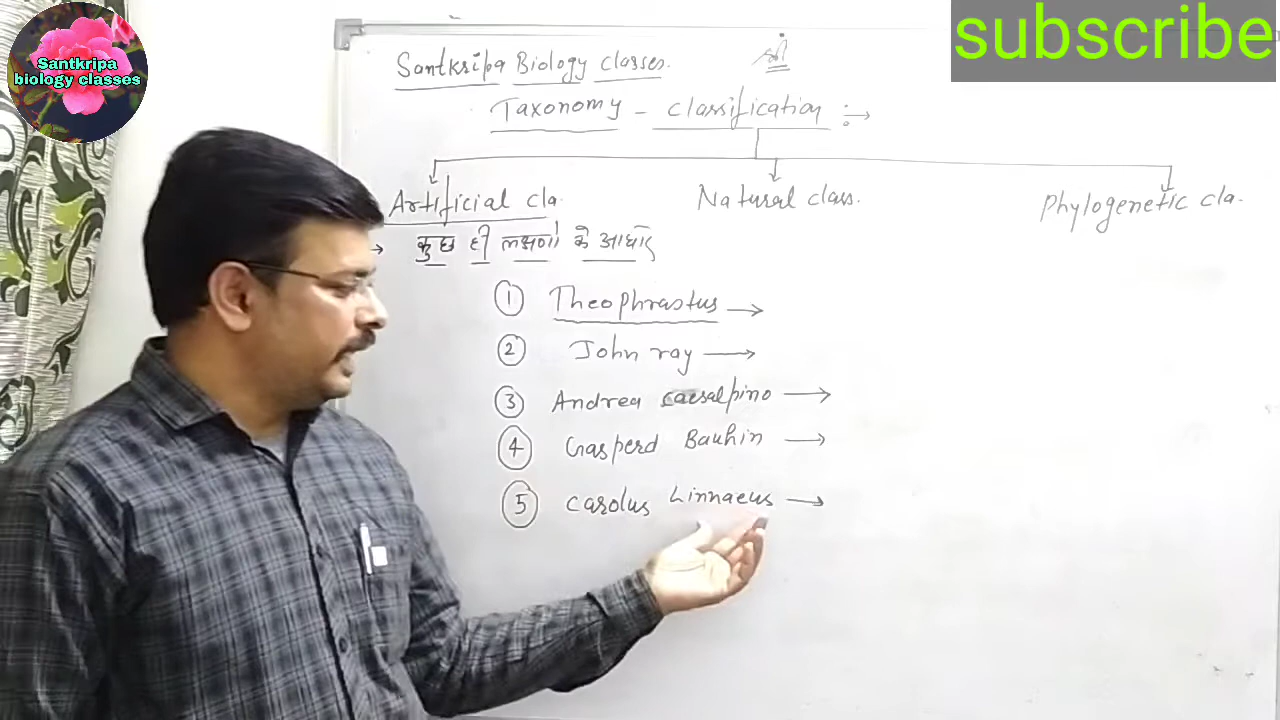 Santkripa
biology classes
subscribe
Santkripa Biology classes.
श्री
Taxonomy - classification :→
Artificial cla.
Natural class.
Phylogenetic cla.
→ कुछ ही लक्षणों के आधार
① Theophrastus →
② John ray →
③ Andrea caesalpino →
④ Gasperd Bauhin →
⑤ Carolus Linnaeus →